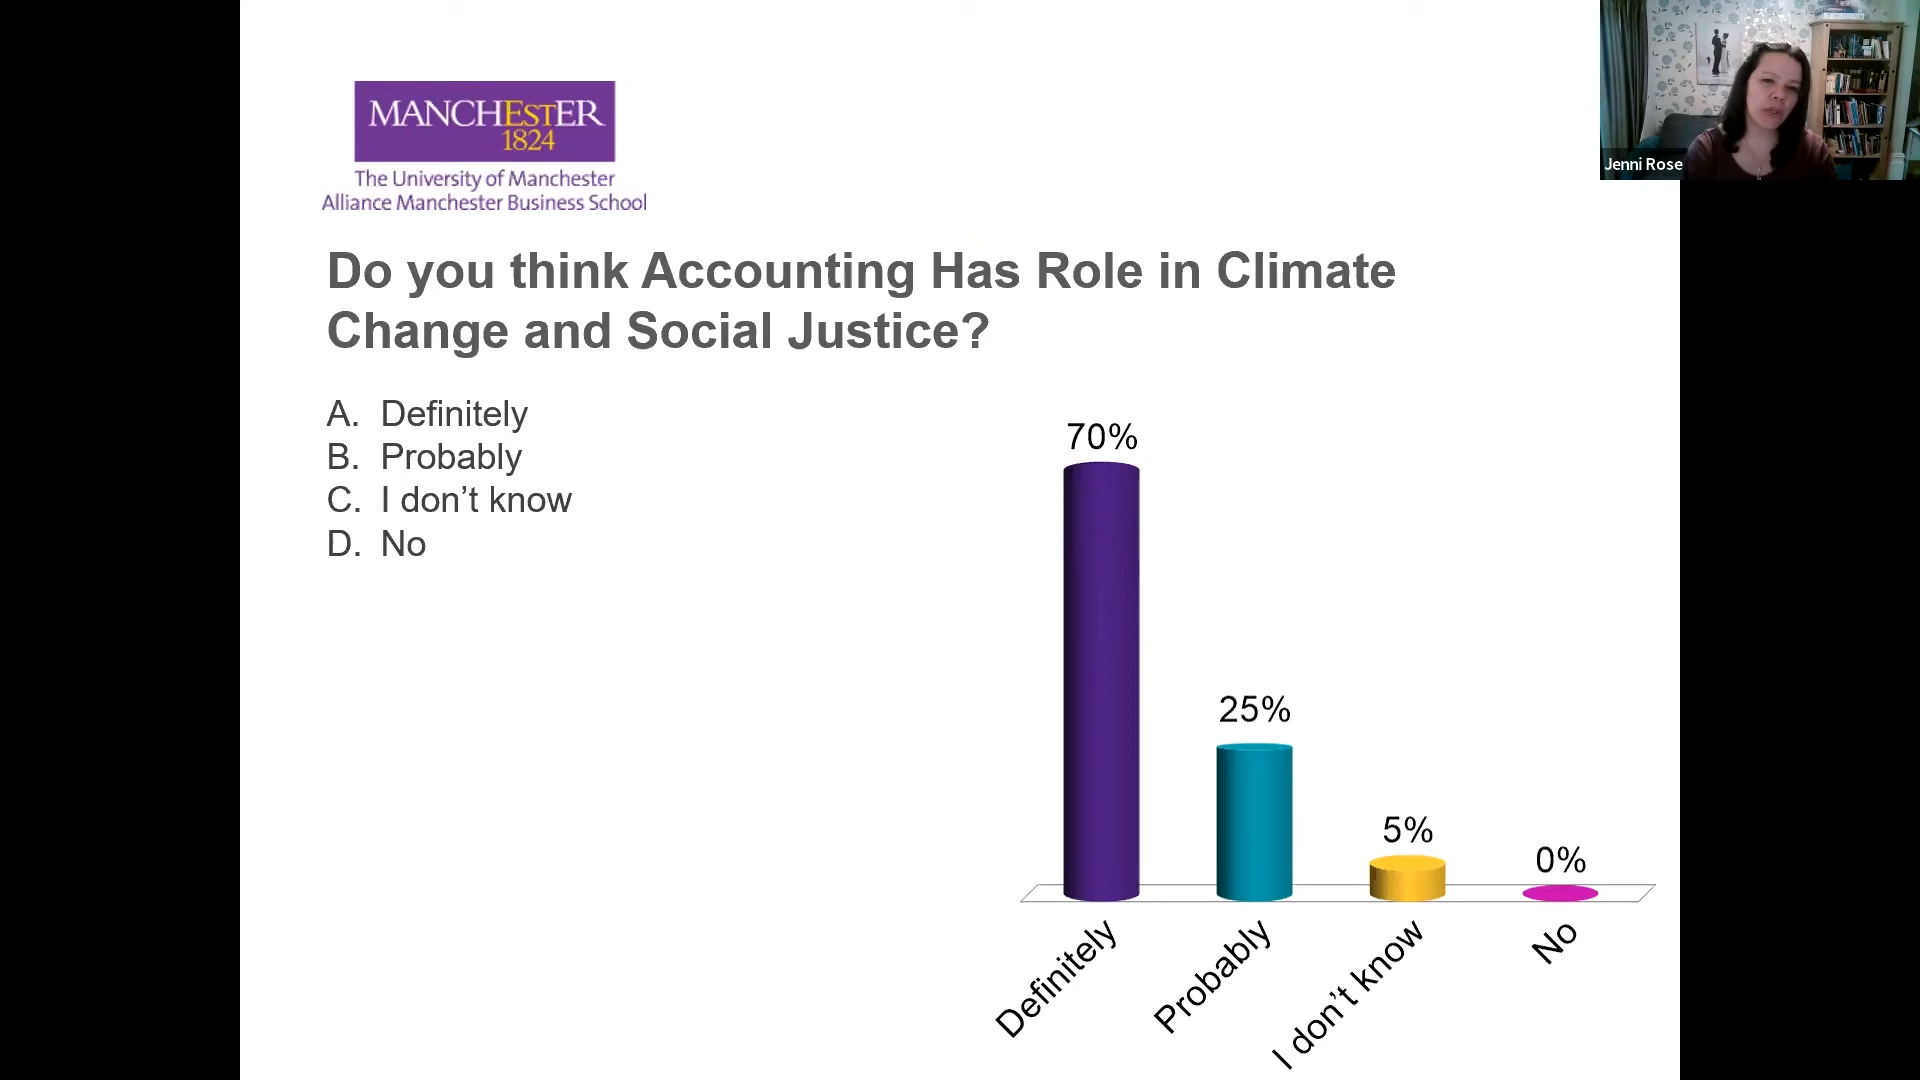 MANCHESTER
1824
The University of Manchester
Alliance Manchester Business School
Jenni Rose
Do you think Accounting Has Role in Climate
Change and Social Justice?
A. Definitely
B. Probably
C. I don’t know
D. No
70%
25%
5%
0%
Definitely
Probably
I don’t know
No